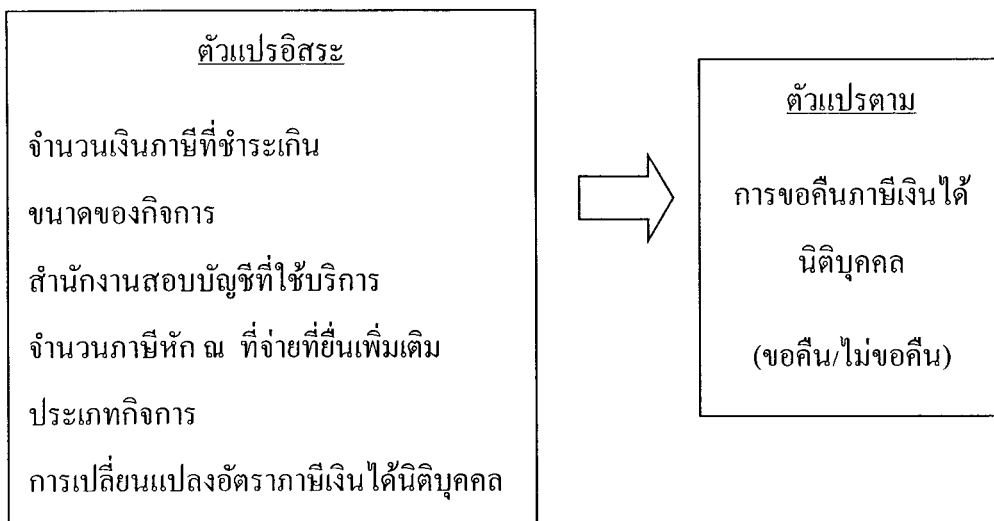 ตัวแปรอิสระ
จำนวนเงินภาษีที่ชำระเกิน
ขนาดของกิจการ
สำนักงานสอบบัญชีที่ใช้บริการ
จำนวนภาษีหัก ณ ที่จ่ายที่ยื่นเพิ่มเติม
ประเภทกิจการ
การเปลี่ยนแปลงอัตราภาษีเงินได้นิติบุคคล
ตัวแปรตาม
การขอคืนภาษีเงินได้
นิติบุคคล
(ขอคืน/ไม่ขอคืน)